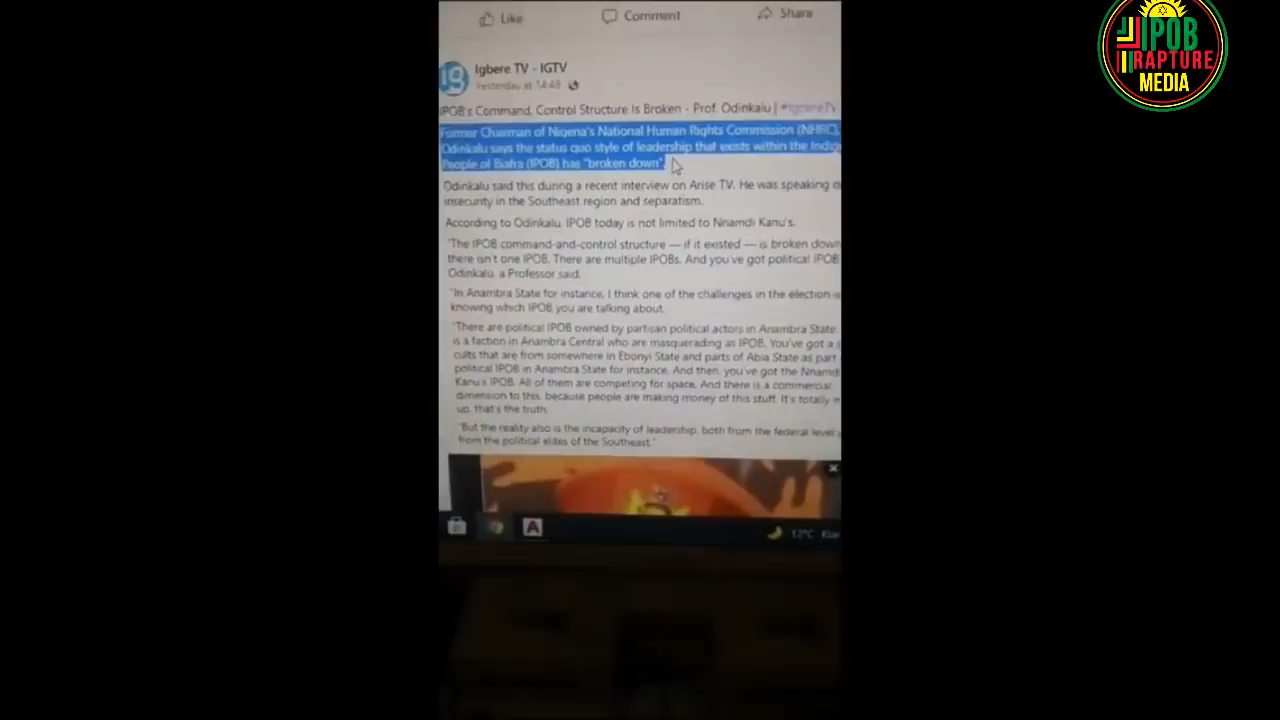 Like Comment Share
IPOB
RAPTURE
MEDIA
Igbere TV - IGTV
Yesterday at 14:48
IPOB's Command, Control Structure Is Broken - Prof. Odinkalu | #IgbereTV
Former Chairman of Nigeria's National Human Rights Commission (NHRC),
Odinkalu says the status quo style of leadership that exists within the Indig
People of Biafra (IPOB) has "broken down".
Odinkalu said this during a recent interview on Arise TV. He was speaking o
insecurity in the Southeast region and separatism.
According to Odinkalu, IPOB today is not limited to Nnamdi Kanu's.
"The IPOB command-and-control structure — if it existed — is broken down
there isn't one IPOB. There are multiple IPOBs. And you've got political IPOB
Odinkalu, a Professor said.
"In Anambra State for instance, I think one of the challenges in the election
knowing which IPOB you are talking about.
"There are political IPOB owned by partisan political actors in Anambra State
is a faction in Anambra Central who are masquerading as IPOB. You've got a
cults that are from somewhere in Ebonyi State and parts of Abia State as part
political IPOB in Anambra State for instance. And then, you've got the Nnamdi
Kanu's IPOB. All of them are competing for space. And there is a commercial
dimension to this, because people are making money of this stuff. It's totally
up, that's the truth.
"But the reality also is the incapacity of leadership, both from the federal level
from the political elites of the Southeast."
12°C Klar